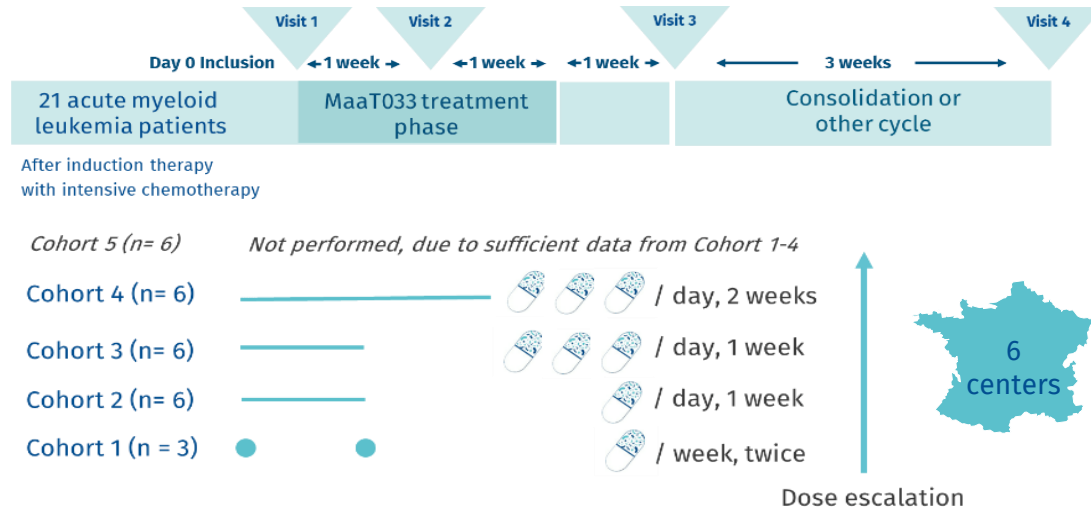 Visit 1
Visit 2
Visit 3
Visit 4
Day 0 Inclusion
1 week
1 week
1 week
3 weeks
21 acute myeloid
leukemia patients
MaaT033 treatment
phase
Consolidation or
other cycle
After induction therapy
with intensive chemotherapy
Cohort 5 (n= 6)
Not performed, due to sufficient data from Cohort 1-4
Cohort 4 (n= 6)
/ day, 2 weeks
Cohort 3 (n= 6)
/ day, 1 week
Cohort 2 (n= 6)
/ day, 1 week
Cohort 1 (n = 3)
/ week, twice
6
centers
Dose escalation